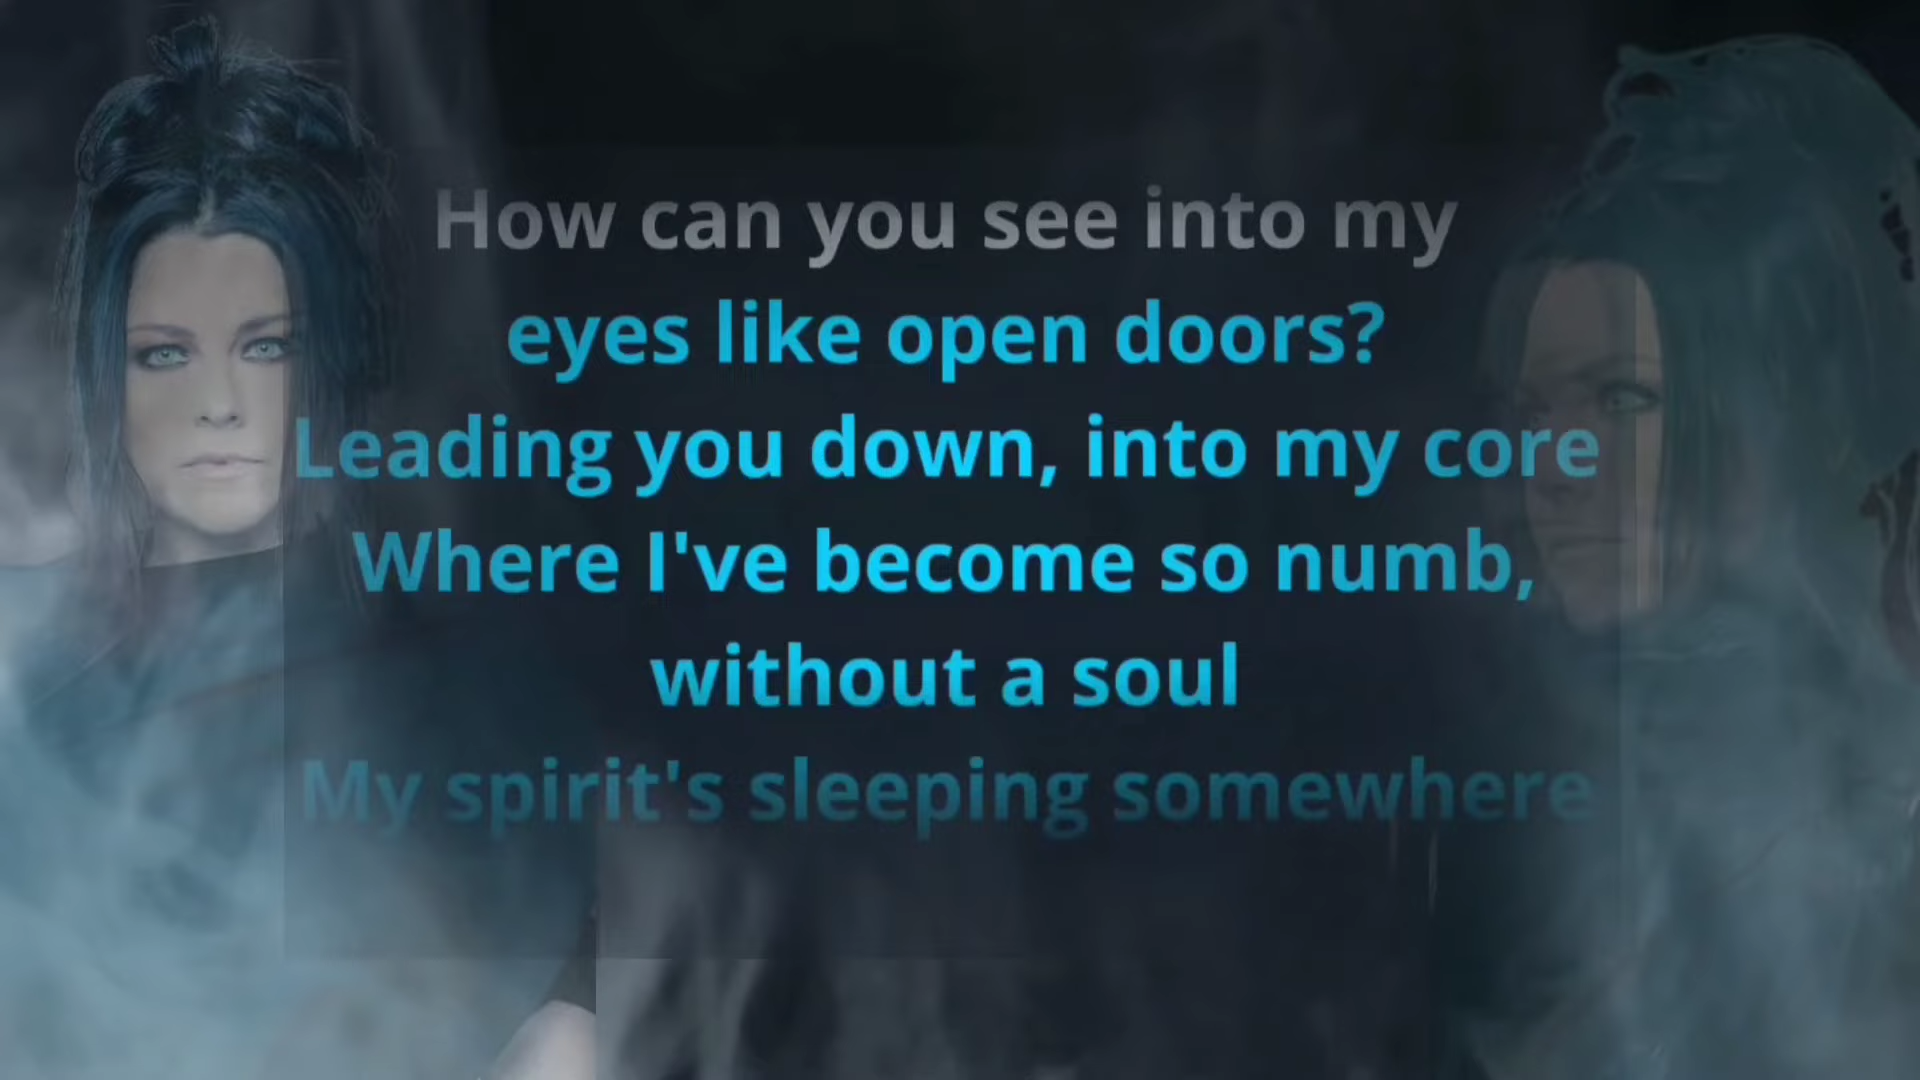 How can you see into my
eyes like open doors?
Leading you down, into my core
Where I've become so numb,
without a soul
My spirit's sleeping somewhere